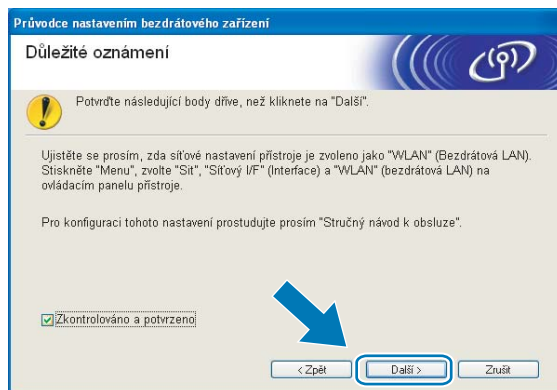 Průvodce nastavením bezdrátového zařízení
Důležité oznámení
Potvrďte následující body dříve, než kliknete na "Další".
Ujistěte se prosím, zda síťové nastavení přístroje je zvoleno jako "WLAN" (Bezdrátová LAN).
Stiskněte "Menu", zvolte "Sit", "Síťový I/F" (Interface) a "WLAN" (bezdrátová LAN) na
ovládacím panelu přístroje.
Pro konfiguraci tohoto nastavení prostudujte prosím "Stručný návod k obsluze".
Zkontrolováno a potvrzeno
< Zpět
Další >
Zrušit